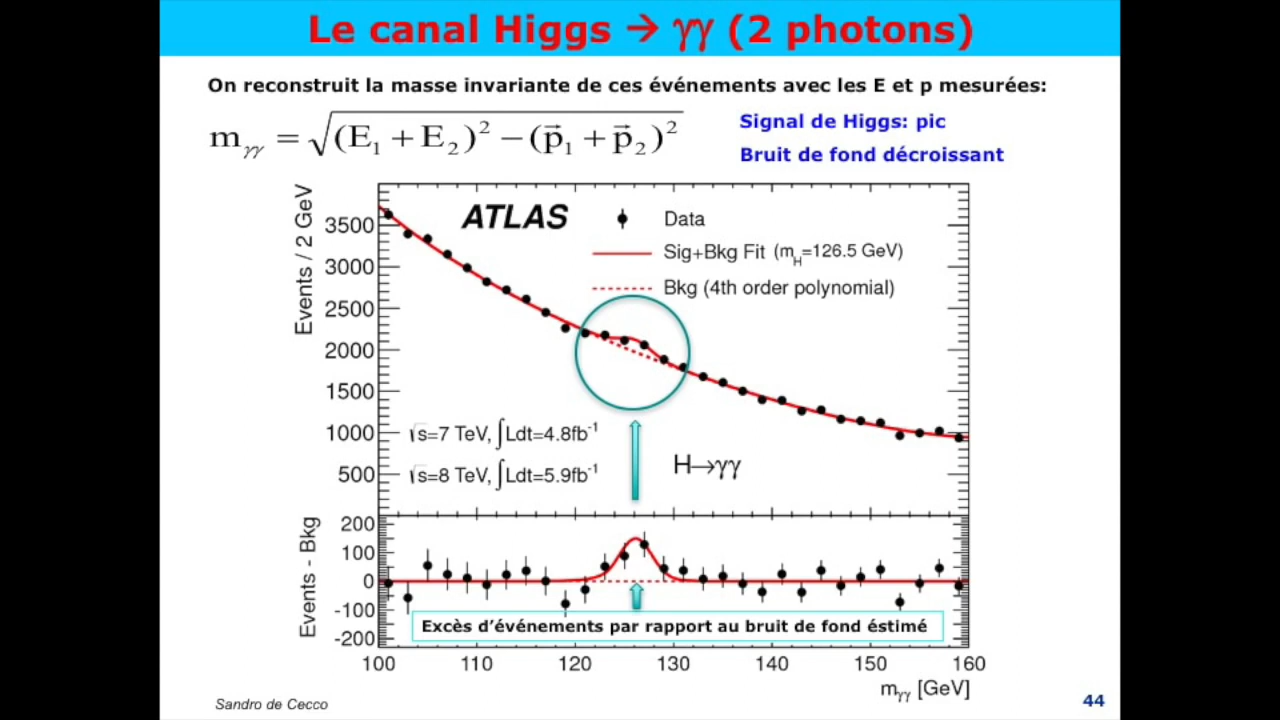 Le canal Higgs → γγ (2 photons)
On reconstruit la masse invariante de ces événements avec les E et p mesurées:
m_γγ = √(E₁ + E₂)² − (p⃗₁ + p⃗₂)²
Signal de Higgs: pic
Bruit de fond décroissant
Events / 2 GeV
3500
3000
2500
2000
1500
1000
500
ATLAS
Data
Sig+Bkg Fit (m_H=126.5 GeV)
Bkg (4th order polynomial)
√s=7 TeV, ∫Ldt=4.8fb⁻¹
√s=8 TeV, ∫Ldt=5.9fb⁻¹
H→γγ
Events - Bkg
200
100
0
-100
-200
Excès d’événements par rapport au bruit de fond éstimé
100 110 120 130 140 150 160
m_γγ [GeV]
Sandro de Cecco
44